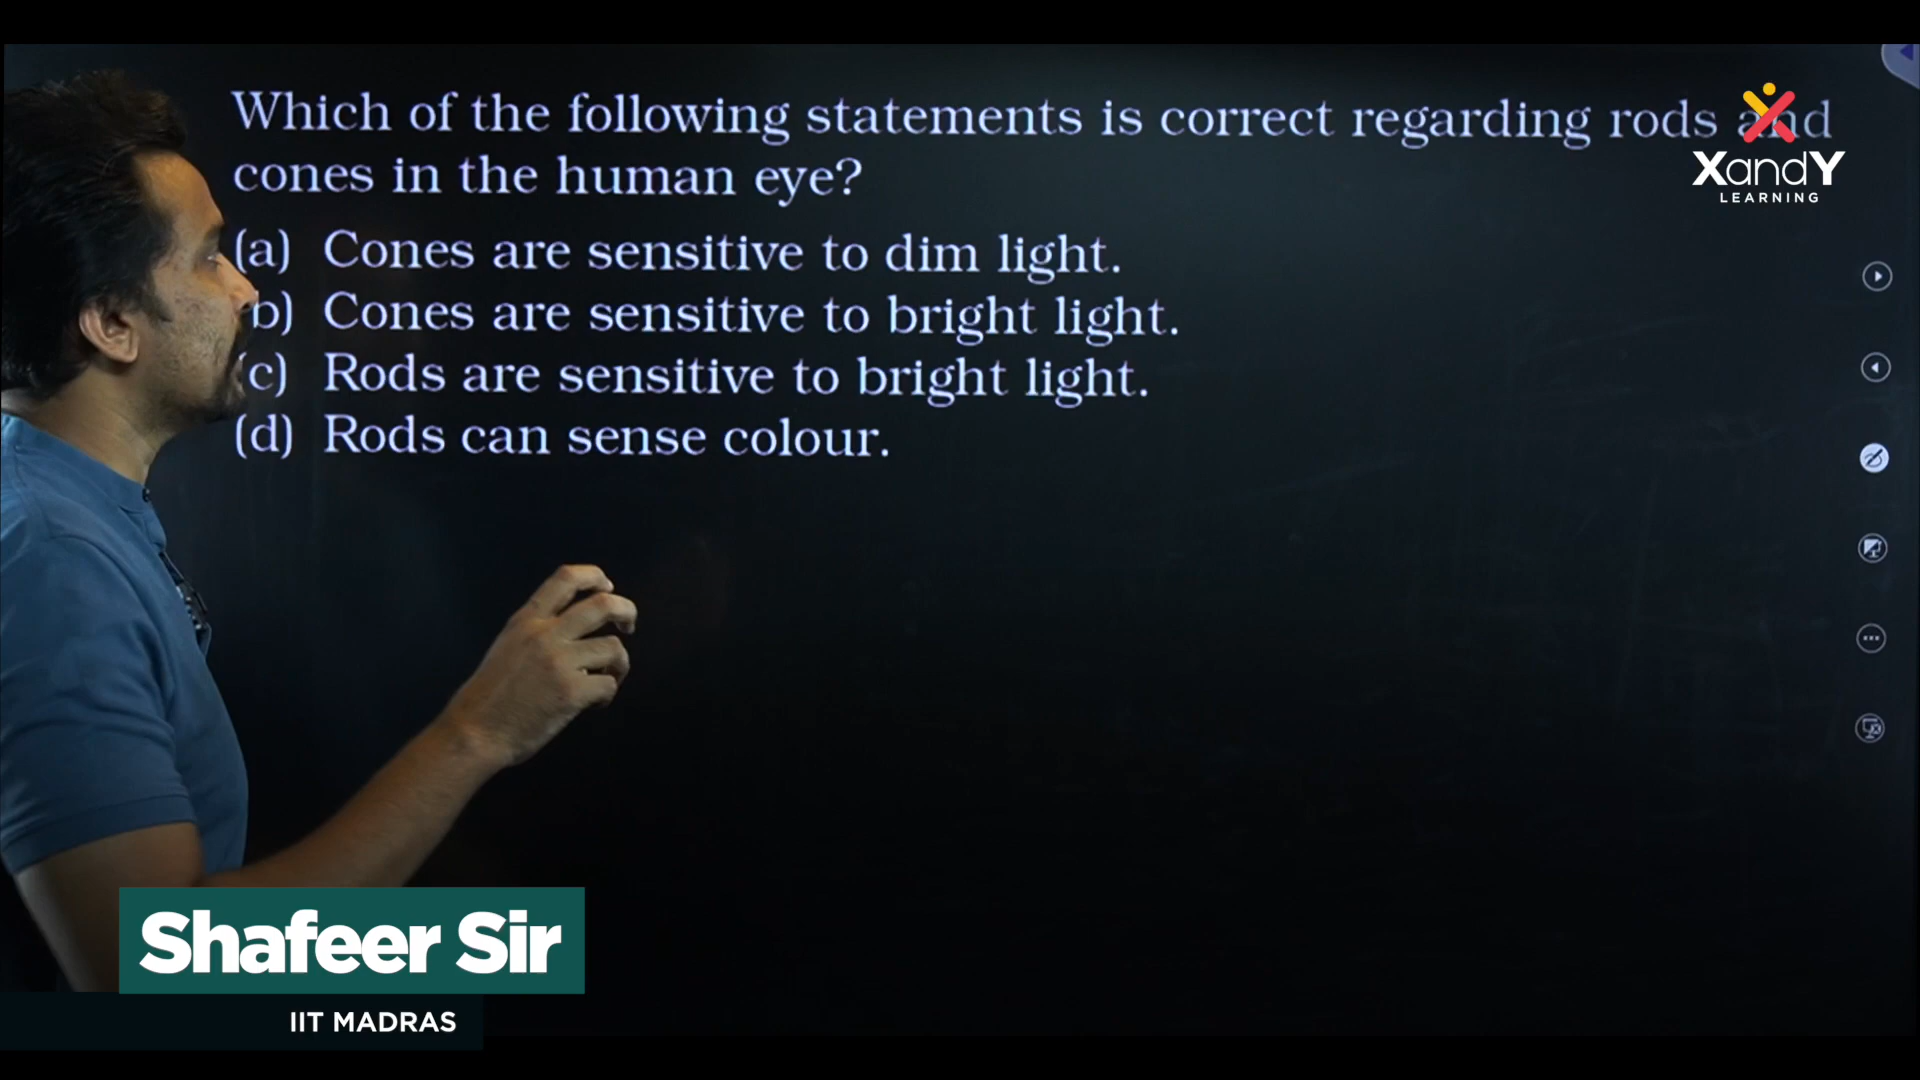 Which of the following statements is correct regarding rods and
cones in the human eye?
(a) Cones are sensitive to dim light.
b) Cones are sensitive to bright light.
(c) Rods are sensitive to bright light.
(d) Rods can sense colour.
XandY
LEARNING
Shafeer Sir
IIT MADRAS